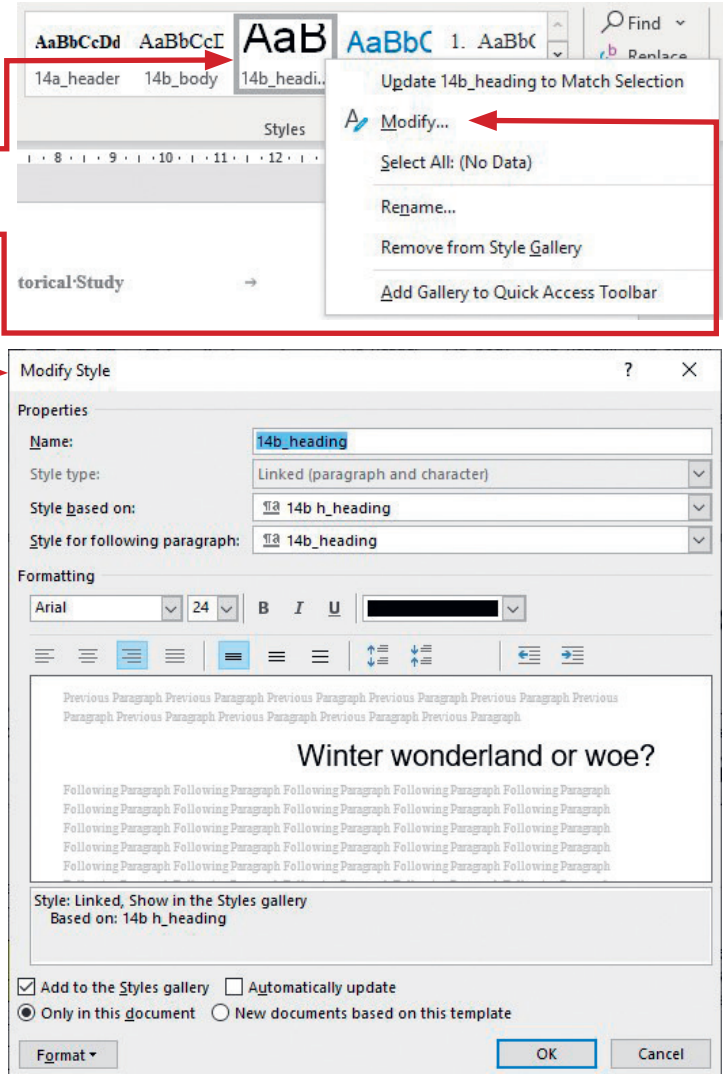 AaBbCcDd AaBbCcE AaB AaBbC 1. AaBb( Find
Replace
14a_header 14b_body 14b_headi...
Styles
Update 14b_heading to Match Selection
Modify...
Select All: (No Data)
Rename...
Remove from Style Gallery
Add Gallery to Quick Access Toolbar
8 9 10 11 12
torical·Study
Modify Style ? X
Properties
Name: 14b_heading
Style type: Linked (paragraph and character)
Style based on: ¶a 14b h_heading
Style for following paragraph: ¶a 14b_heading
Formatting
Arial 24 B I U
Previous Paragraph Previous Paragraph Previous Paragraph Previous Paragraph Previous Paragraph Previous
Paragraph Previous Paragraph Previous Paragraph Previous Paragraph Previous Paragraph
Winter wonderland or woe?
Following Paragraph Following Paragraph Following Paragraph Following Paragraph Following Paragraph
Following Paragraph Following Paragraph Following Paragraph Following Paragraph Following Paragraph
Following Paragraph Following Paragraph Following Paragraph Following Paragraph Following Paragraph
Following Paragraph Following Paragraph Following Paragraph Following Paragraph Following Paragraph
Following Paragraph Following Paragraph Following Paragraph Following Paragraph Following Paragraph
Style: Linked, Show in the Styles gallery
Based on: 14b h_heading
Add to the Styles gallery Automatically update
Only in this document New documents based on this template
Format OK Cancel